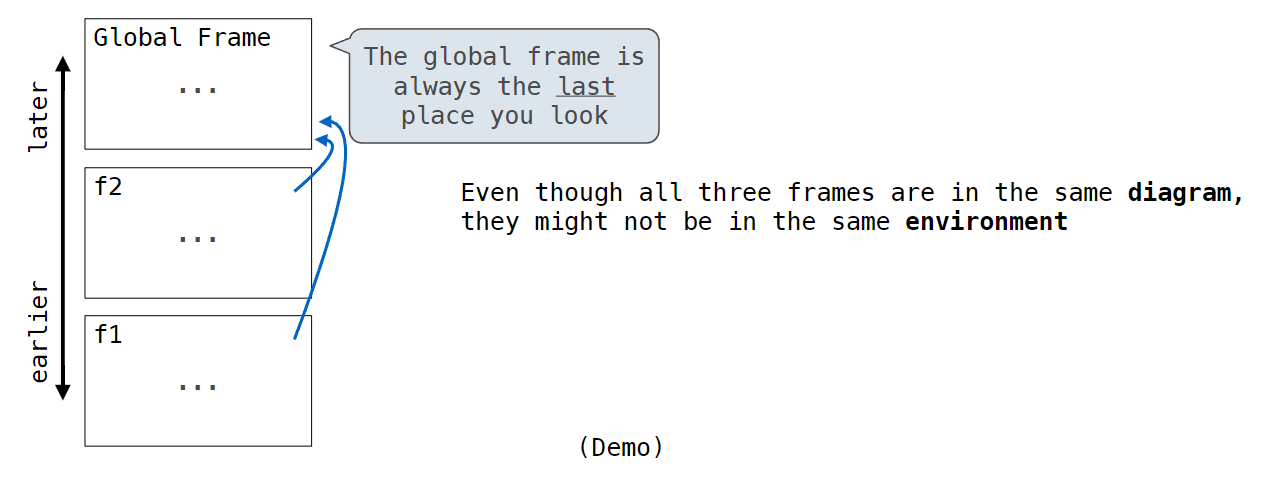 Global Frame
...
The global frame is
always the last
place you look
later
f2
...
Even though all three frames are in the same diagram,
they might not be in the same environment
earlier
f1
...
(Demo)